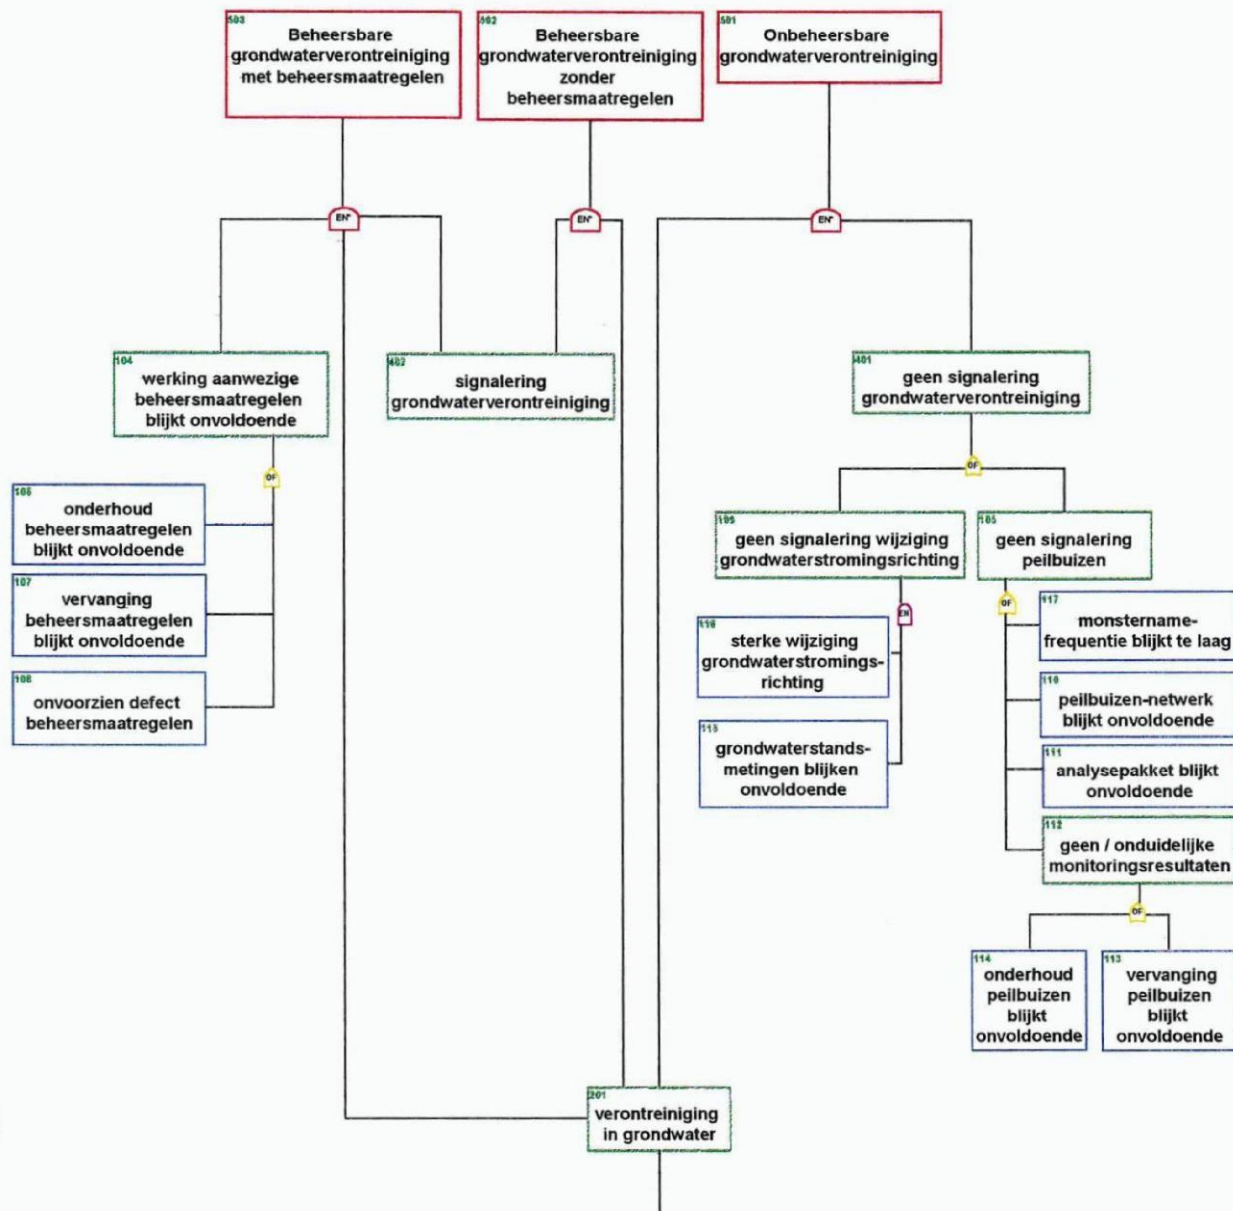 503
Beheersbare
grondwaterverontreiniging
met beheersmaatregelen
502
Beheersbare
grondwaterverontreiniging
zonder
beheersmaatregelen
501
Onbeheersbare
grondwaterverontreiniging
EN*
EN*
EN*
104
werking aanwezige
beheersmaatregelen
blijkt onvoldoende
402
signalering
grondwaterverontreiniging
401
geen signalering
grondwaterverontreiniging
OF
OF
106
onderhoud
beheersmaatregelen
blijkt onvoldoende
107
vervanging
beheersmaatregelen
blijkt onvoldoende
108
onvoorzien defect
beheersmaatregelen
geen signalering wijziging
grondwaterstromingsrichting
105
geen signalering
peilbuizen
EN
OF
116
sterke wijziging
grondwaterstromings-
richting
115
grondwaterstands-
metingen blijken
onvoldoende
117
monstername-
frequentie blijkt te laag
110
peilbuizen-netwerk
blijkt onvoldoende
111
analysepakket blijkt
onvoldoende
112
geen / onduidelijke
monitoringsresultaten
OF
114
onderhoud
peilbuizen
blijkt
onvoldoende
113
vervanging
peilbuizen
blijkt
onvoldoende
201
verontreiniging
in grondwater